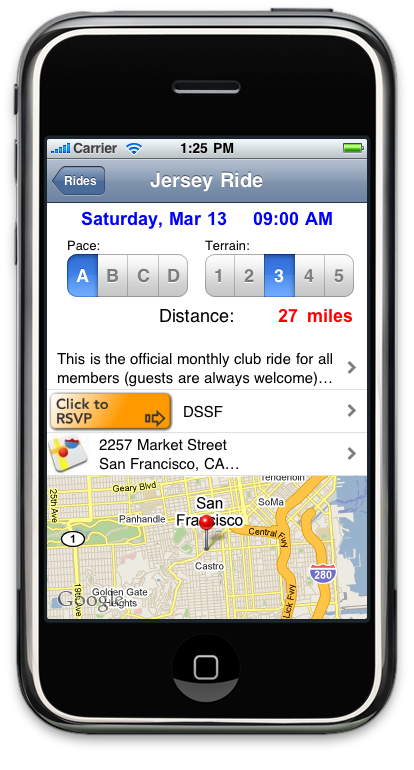 Carrier 1:25 PM
Rides Jersey Ride
Saturday, Mar 13 09:00 AM
Pace: Terrain:
A B C D 1 2 3 4 5
Distance: 27 miles
This is the official monthly club ride for all
members (guests are always welcome)…
Click to
RSVP
DSSF
2257 Market Street
San Francisco, CA…
Tenderloin
Geary Blvd
25th Ave
San
Francisco
SoMa
Panhandle
1
Central Fwy
Castro
280
19th Ave
Golden Gate
Heights
Lick Fwy
Google